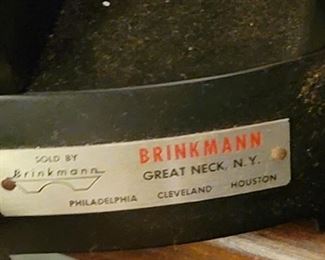 SOLD BY
Brinkmann
BRINKMANN
GREAT NECK, N.Y.
PHILADELPHIA CLEVELAND HOUSTON